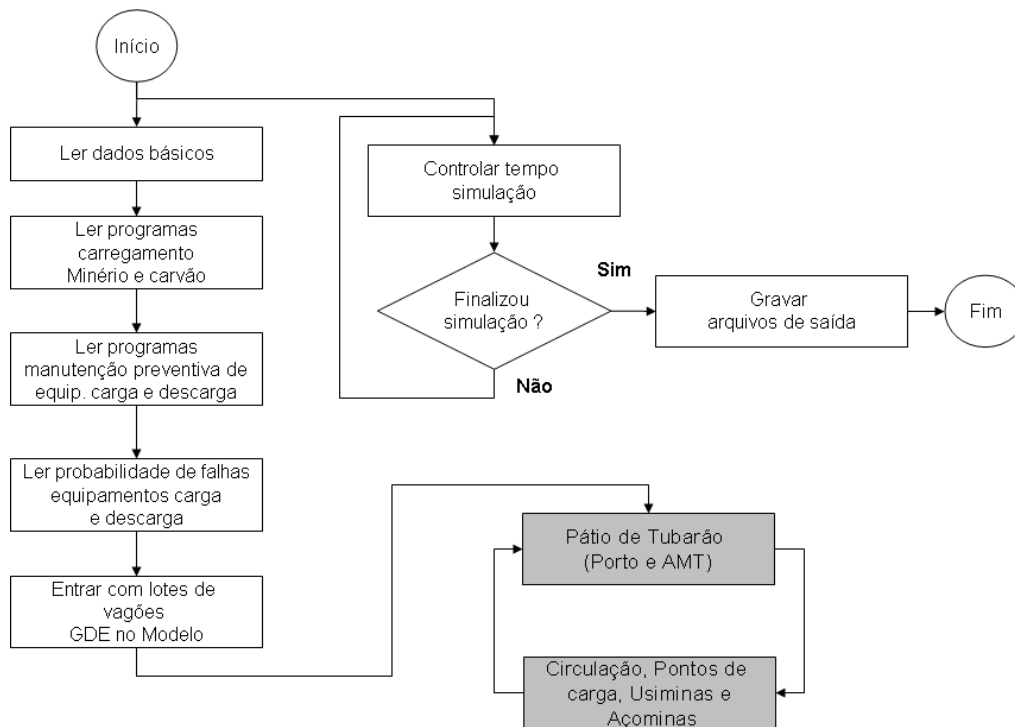 Início
Ler dados básicos
Ler programas
carregamento
Minério e carvão
Ler programas
manutenção preventiva de
equip. carga e descarga
Ler probabilidade de falhas
equipamentos carga
e descarga
Entrar com lotes de
vagões
GDE no Modelo
Controlar tempo
simulação
Finalizou
simulação ?
Sim
Não
Gravar
arquivos de saída
Fim
Pátio de Tubarão
(Porto e AMT)
Circulação, Pontos de
carga, Usiminas e
Açominas